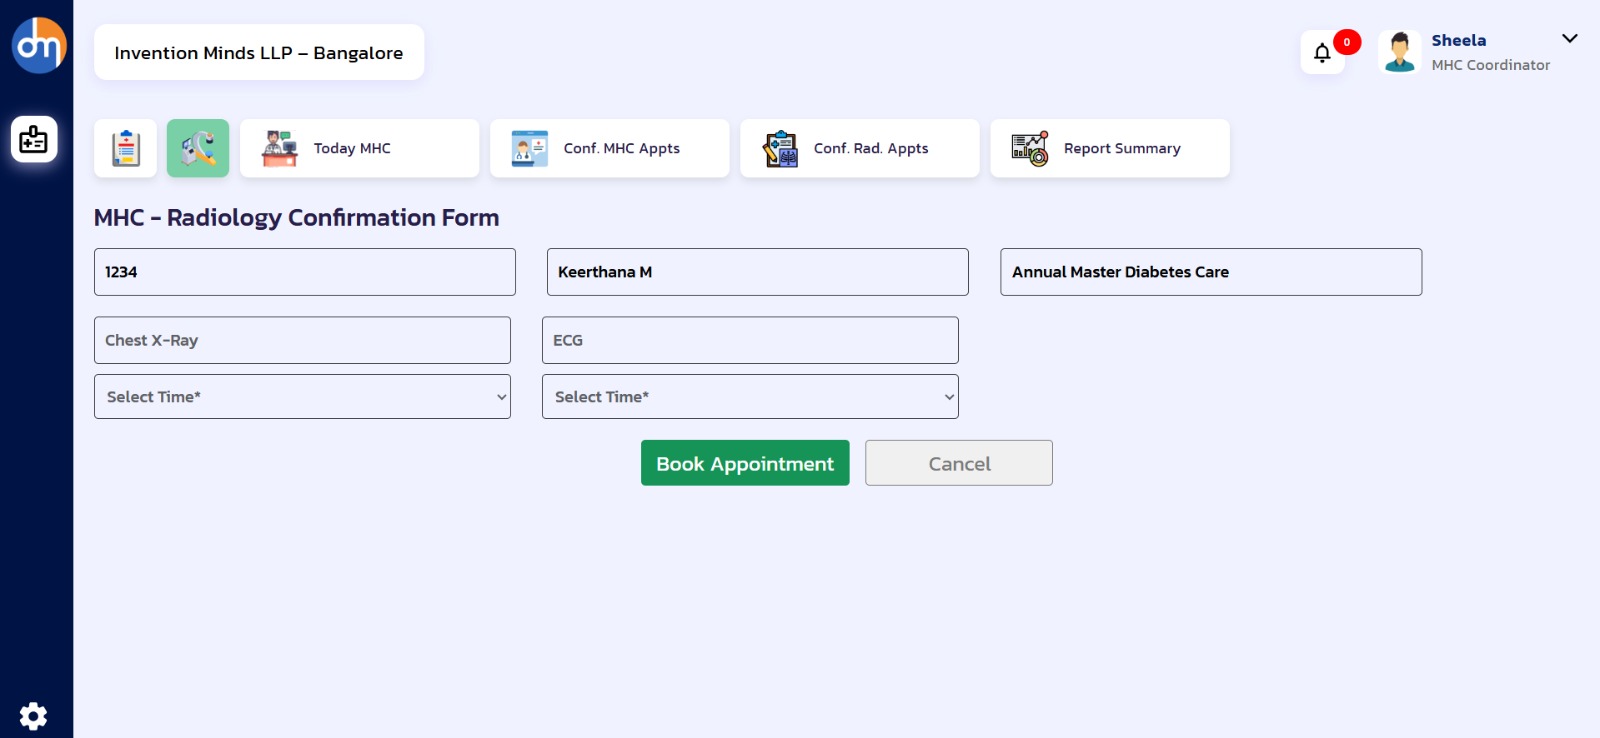 dm
Invention Minds LLP – Bangalore
0
Sheela
MHC Coordinator
Today MHC
Conf. MHC Appts
Conf. Rad. Appts
Report Summary
MHC - Radiology Confirmation Form
1234
Keerthana M
Annual Master Diabetes Care
Chest X-Ray
ECG
Select Time*
Select Time*
Book Appointment
Cancel